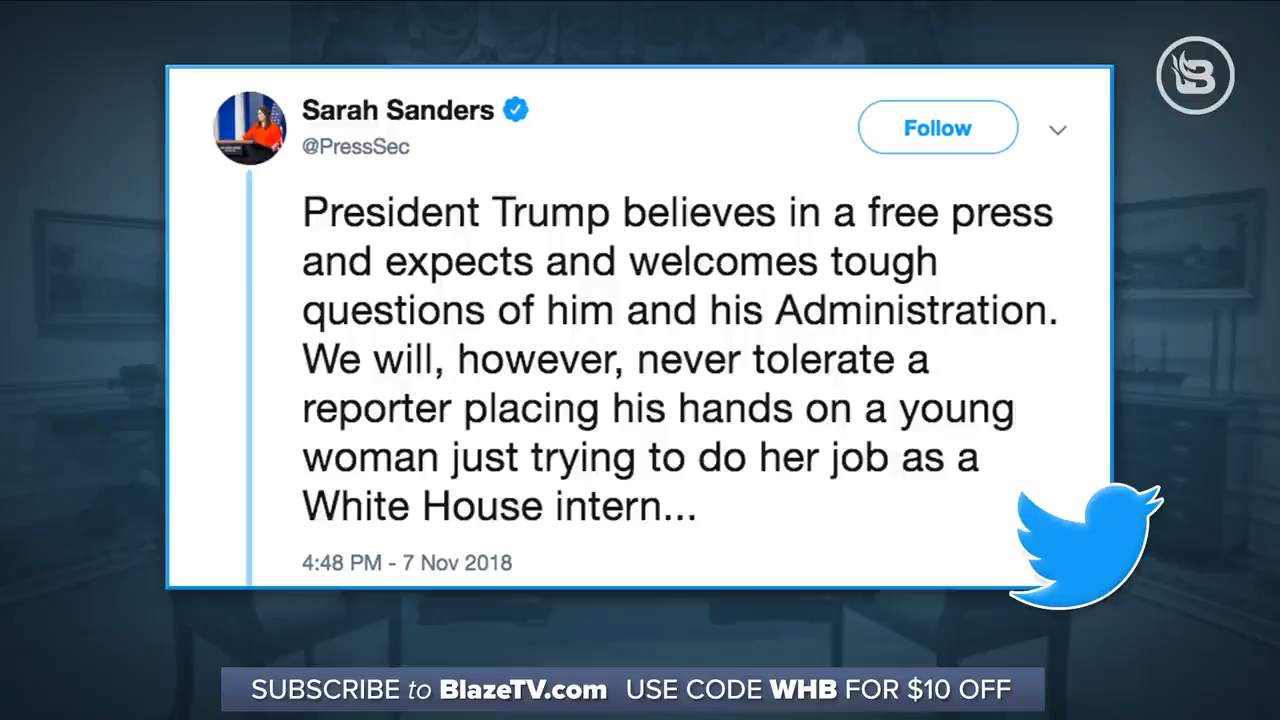 Sarah Sanders
@PressSec
Follow
President Trump believes in a free press
and expects and welcomes tough
questions of him and his Administration.
We will, however, never tolerate a
reporter placing his hands on a young
woman just trying to do her job as a
White House intern...
4:48 PM - 7 Nov 2018
SUBSCRIBE to BlazeTV.com USE CODE WHB FOR $10 OFF
B